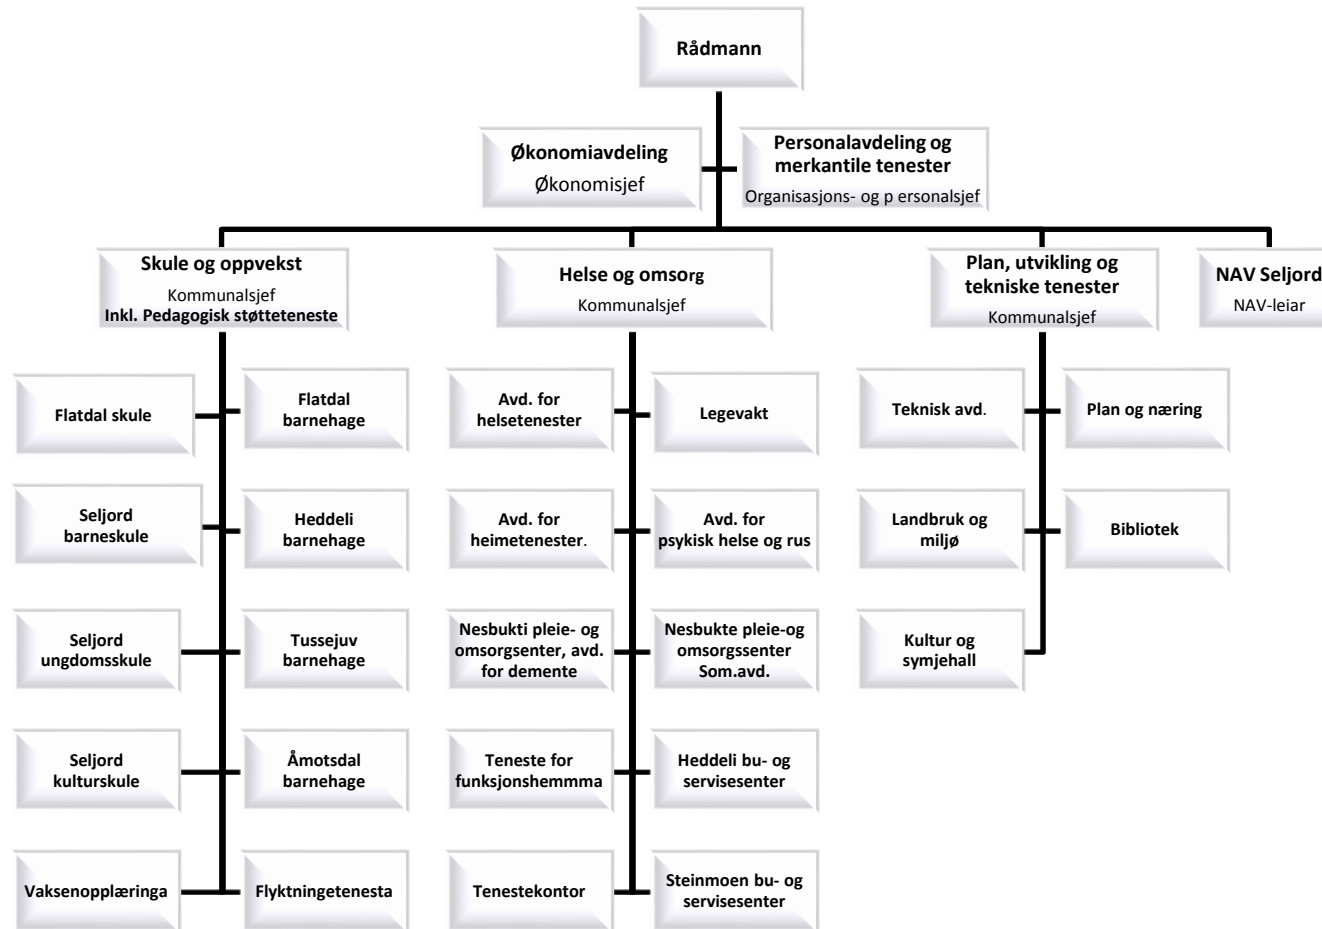 Rådmann
Økonomiavdeling
Økonomisjef
Personalavdeling og
merkantile tenester
Organisasjons- og p ersonalsjef
Skule og oppvekst
Kommunalsjef
Inkl. Pedagogisk støtteteneste
Helse og omsorg
Kommunalsjef
Plan, utvikling og
tekniske tenester
Kommunalsjef
NAV Seljord
NAV-leiar
Flatdal skule
Flatdal
barnehage
Avd. for
helsetenester
Legevakt
Teknisk avd.
Plan og næring
Seljord
barneskule
Heddeli
barnehage
Avd. for
heimetenester.
Avd. for
psykisk helse og rus
Landbruk og
miljø
Bibliotek
Seljord
ungdomsskule
Tussejuv
barnehage
Nesbukti pleie- og
omsorgsenter, avd.
for demente
Nesbukte pleie-og
omsorgssenter
Som.avd.
Kultur og
symjehall
Seljord
kulturskule
Åmotsdal
barnehage
Teneste for
funksjonshemmma
Heddeli bu- og
servisesenter
Vaksenopplæringa
Flyktningetenesta
Tenestekontor
Steinmoen bu- og
servisesenter